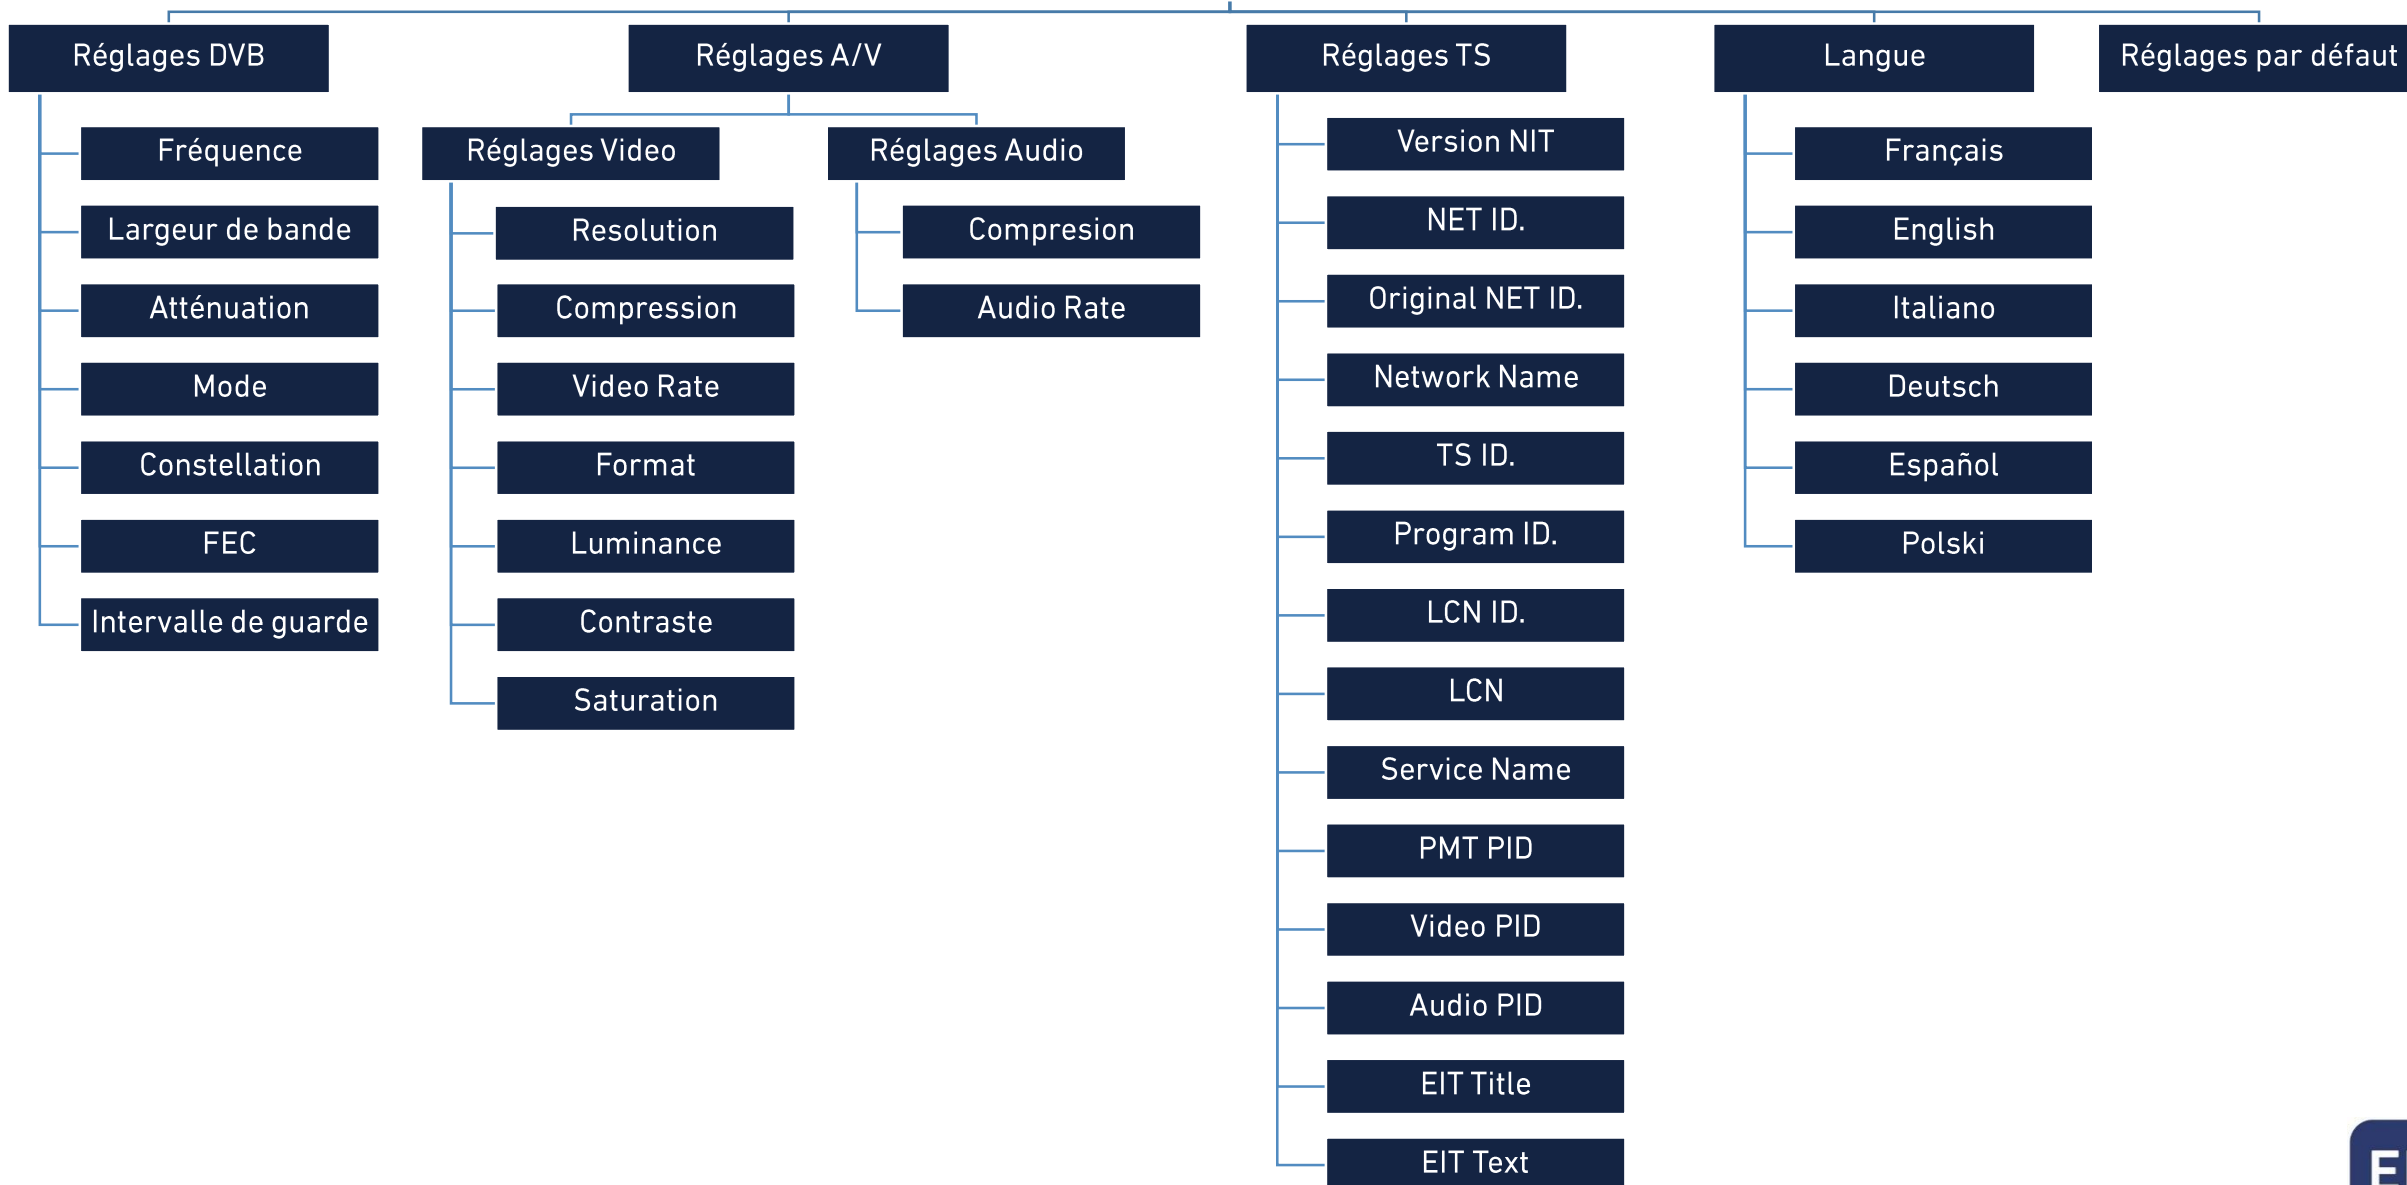 Réglages DVB
Fréquence
Largeur de bande
Atténuation
Mode
Constellation
FEC
Intervalle de guarde
Réglages A/V
Réglages Video
Resolution
Compression
Video Rate
Format
Luminance
Contraste
Saturation
Réglages Audio
Compresion
Audio Rate
Réglages TS
Version NIT
NET ID.
Original NET ID.
Network Name
TS ID.
Program ID.
LCN ID.
LCN
Service Name
PMT PID
Video PID
Audio PID
EIT Title
EIT Text
Langue
Français
English
Italiano
Deutsch
Español
Polski
Réglages par défaut